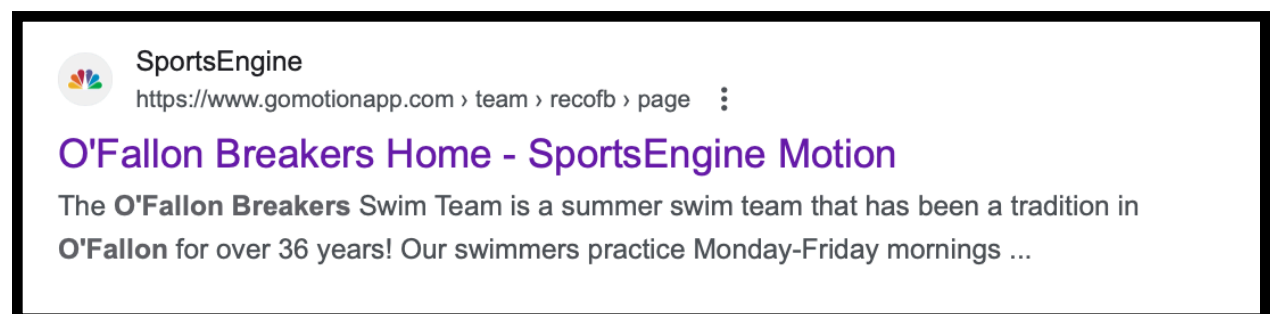 SportsEngine
https://www.gomotionapp.com › team › recofb › page
O'Fallon Breakers Home - SportsEngine Motion
The O'Fallon Breakers Swim Team is a summer swim team that has been a tradition in
O'Fallon for over 36 years! Our swimmers practice Monday-Friday mornings ...